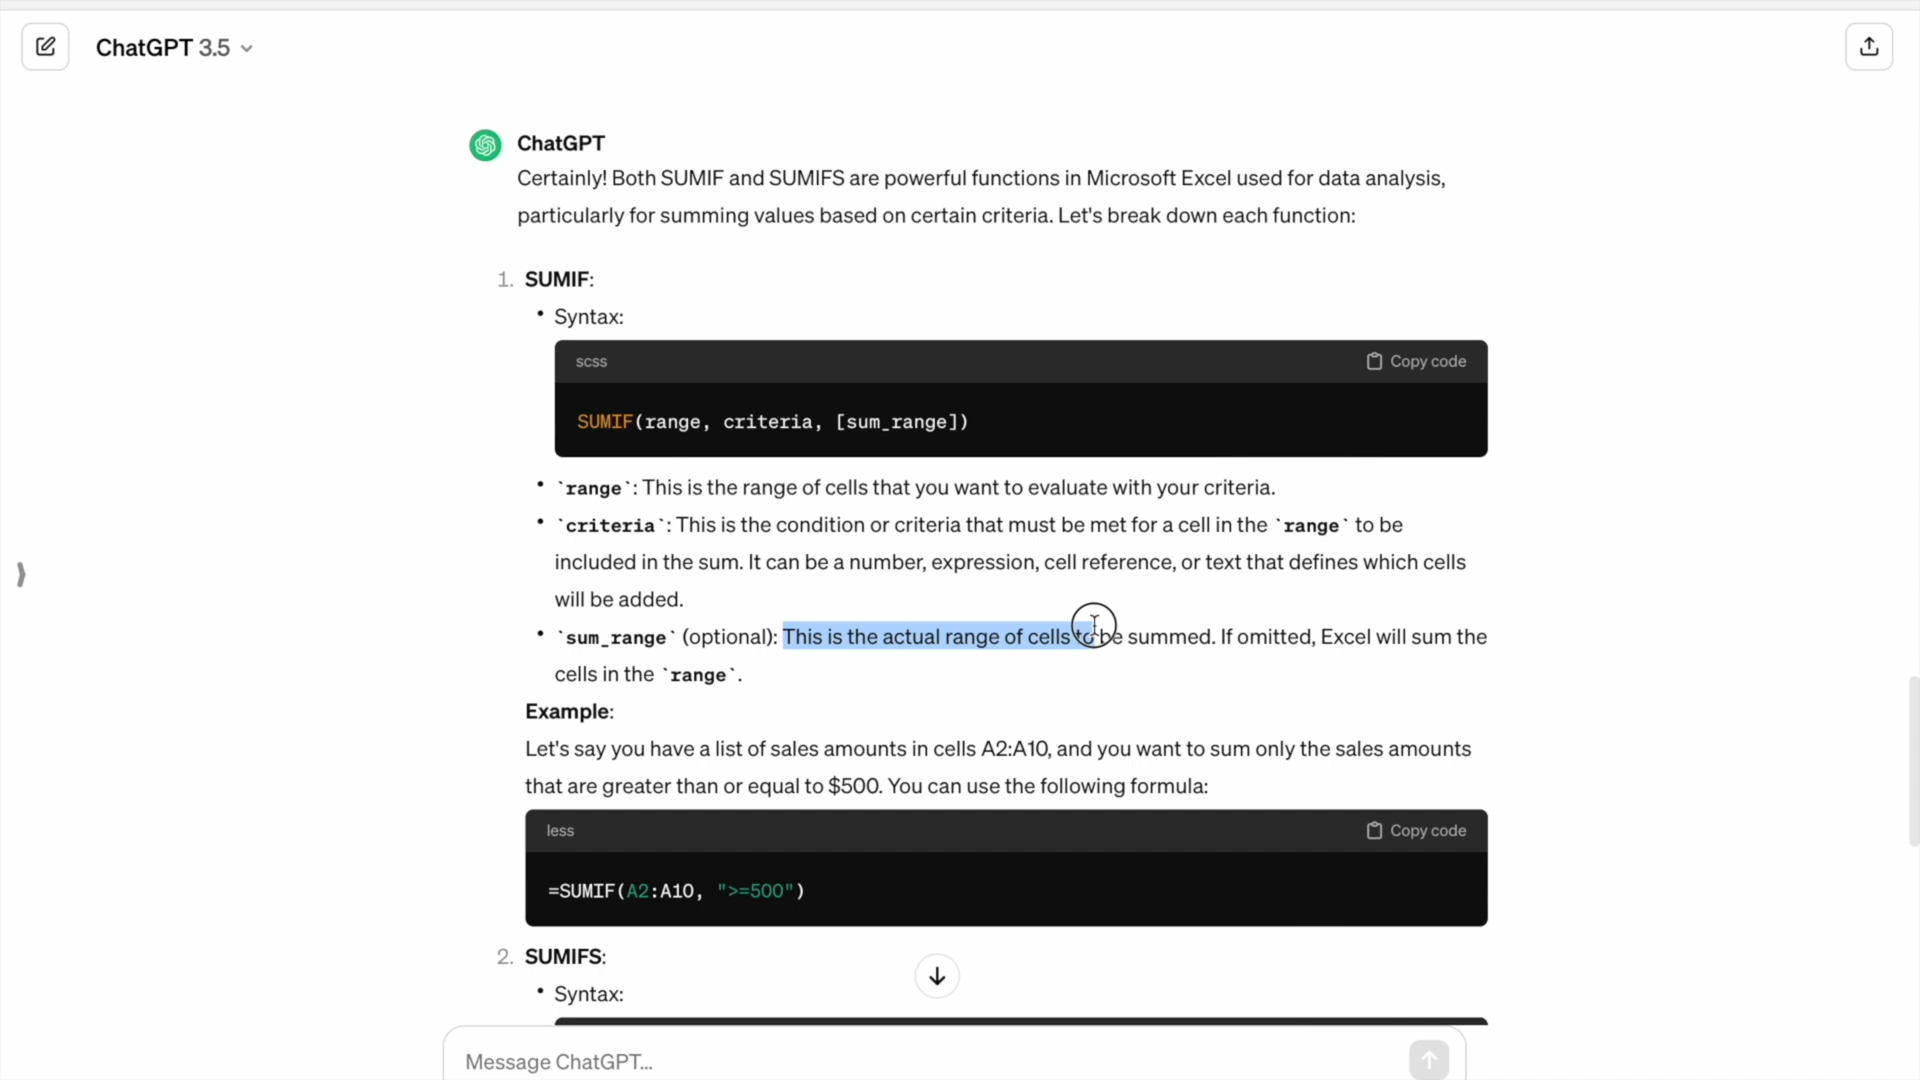 ChatGPT 3.5
ChatGPT
Certainly! Both SUMIF and SUMIFS are powerful functions in Microsoft Excel used for data analysis,
particularly for summing values based on certain criteria. Let's break down each function:
1. SUMIF:
• Syntax:
scss
Copy code
SUMIF(range, criteria, [sum_range])
• `range`: This is the range of cells that you want to evaluate with your criteria.
• `criteria`: This is the condition or criteria that must be met for a cell in the `range` to be
included in the sum. It can be a number, expression, cell reference, or text that defines which cells
will be added.
• `sum_range` (optional): This is the actual range of cells to be summed. If omitted, Excel will sum the
cells in the `range`.
Example:
Let's say you have a list of sales amounts in cells A2:A10, and you want to sum only the sales amounts
that are greater than or equal to $500. You can use the following formula:
less
Copy code
=SUMIF(A2:A10, ">=500")
2. SUMIFS:
• Syntax:
Message ChatGPT...